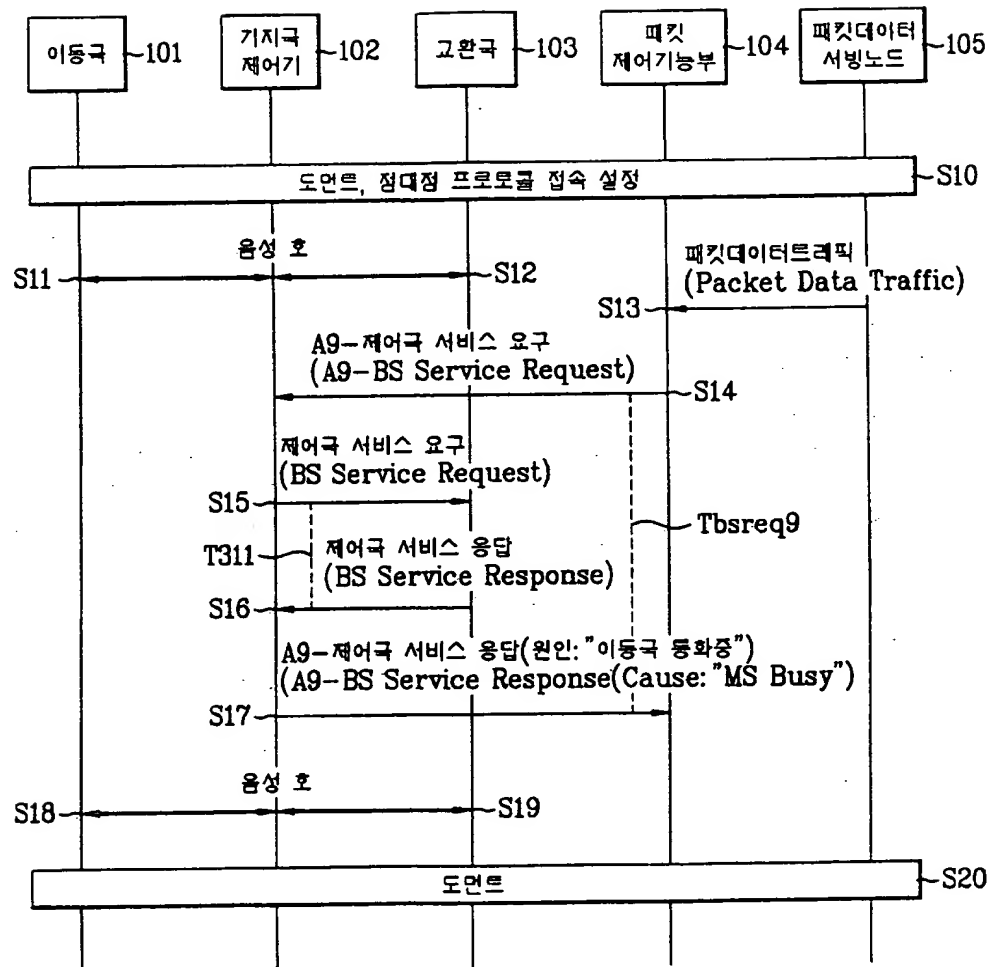 이동국
101
기지국
제어기
102
교환국
103
패킷
제어기능부
104
패킷데이터
서빙노드
105
도먼트, 점대점 프로토콜 접속 설정
S10
음성 호
S11
S12
패킷데이터트래픽
(Packet Data Traffic)
S13
A9-제어국 서비스 요구
(A9-BS Service Request)
S14
제어국 서비스 요구
(BS Service Request)
S15
Tbsreq9
T311
제어국 서비스 응답
(BS Service Response)
S16
A9-제어국 서비스 응답(원인:"이동국 통화중")
(A9-BS Service Response(Cause:"MS Busy")
S17
음성 호
S18
S19
도먼트
S20